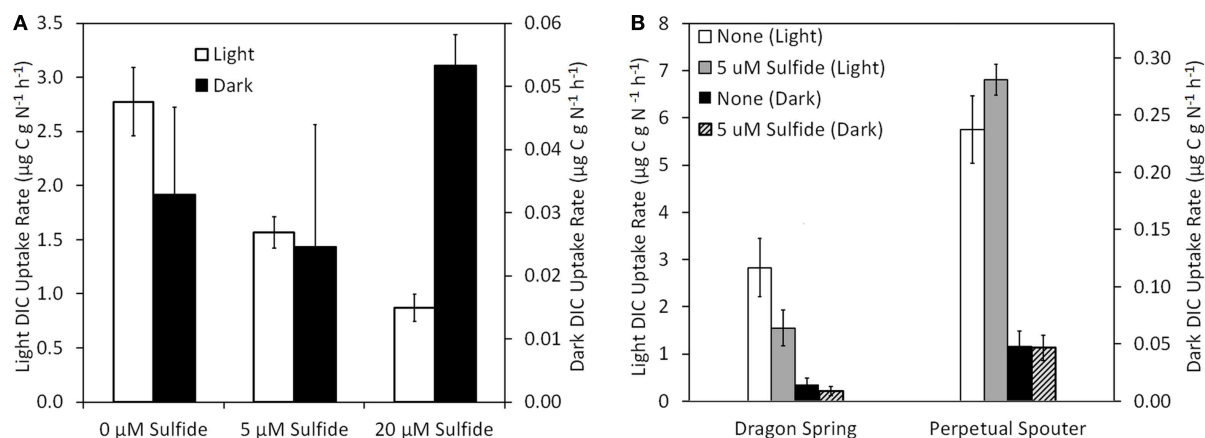 A
Light DIC Uptake Rate (µg C g N⁻¹ h⁻¹)
3.5
3.0
2.5
2.0
1.5
1.0
0.5
0.0
Light
Dark
0 µM Sulfide
5 µM Sulfide
20 µM Sulfide
0.06
0.05
0.04
0.03
0.02
0.01
0.00
Dark DIC Uptake Rate (µg C g N⁻¹ h⁻¹)
B
Light DIC Uptake Rate (µg C g N⁻¹ h⁻¹)
8
7
6
5
4
3
2
1
0
None (Light)
5 uM Sulfide (Light)
None (Dark)
5 uM Sulfide (Dark)
Dragon Spring
Perpetual Spouter
0.30
0.25
0.20
0.15
0.10
0.05
0.00
Dark DIC Uptake Rate (µg C g N⁻¹ h⁻¹)